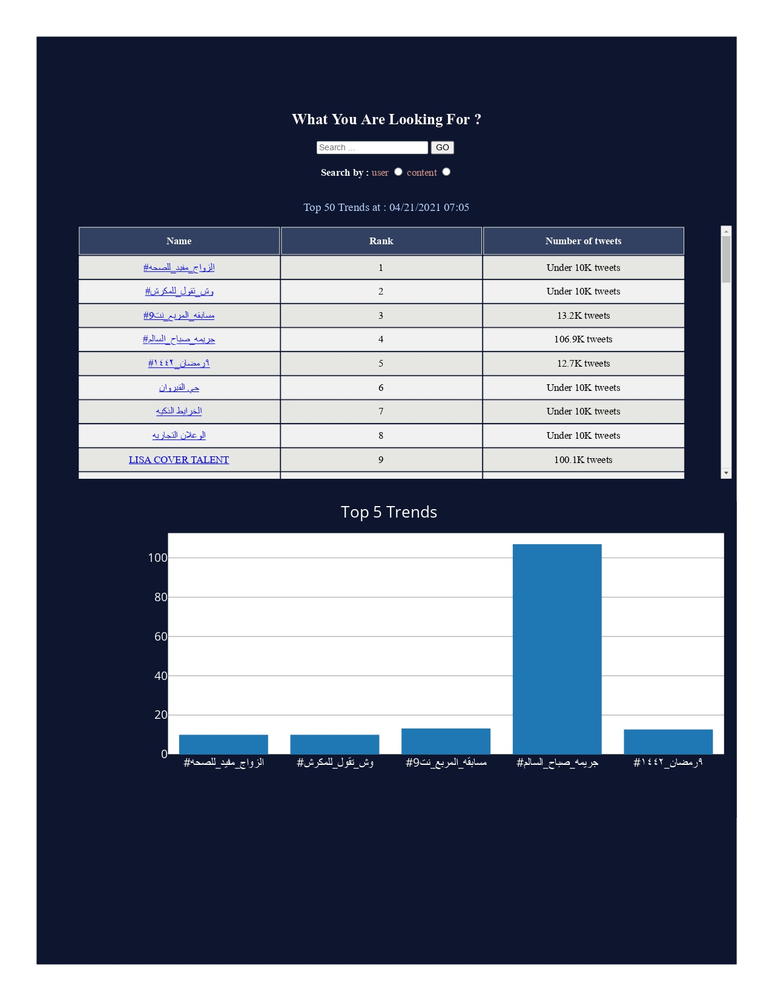 What You Are Looking For ?
Search ... GO
Search by : user content
Top 50 Trends at : 04/21/2021 07:05
Name Rank Number of tweets
#الزواج_مفيد_للصحه 1 Under 10K tweets
#وش_تقول_للمكرش 2 Under 10K tweets
#مسابقه_المربع_نت9 3 13.2K tweets
#جريمه_صباح_السالم 4 106.9K tweets
#٩رمضان_١٤٤٢ 5 12.7K tweets
حي القيروان 6 Under 10K tweets
الخرايط الذكيه 7 Under 10K tweets
الوعلان التجاريه 8 Under 10K tweets
LISA COVER TALENT 9 100.1K tweets
Top 5 Trends
100
80
60
40
20
0
#الزواج_مفيد_للصحه #وش_تقول_للمكرش #مسابقه_المربع_نت9 #جريمه_صباح_السالم #٩رمضان_١٤٤٢